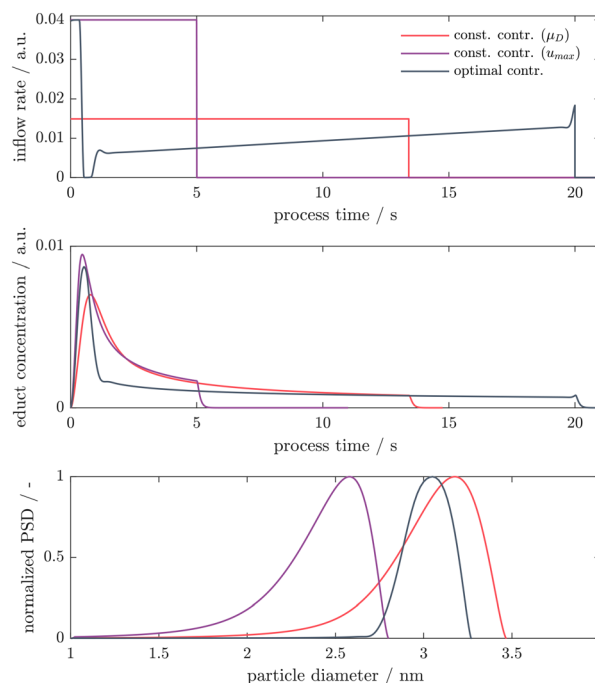 0.04
0.03
0.02
0.01
0
inflow rate / a.u.
const. contr. (μ_D)
const. contr. (u_max)
optimal contr.
0 5 10 15 20
process time / s
0.01
0
educt concentration / a.u.
0 5 10 15 20
process time / s
1
0.5
0
normalized PSD / -
1 1.5 2 2.5 3 3.5
particle diameter / nm